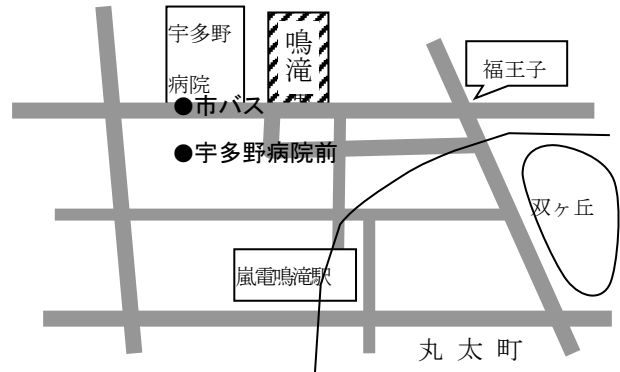 宇多野
病院
鳴滝
福王子
●市バス
●宇多野病院前
双ヶ丘
嵐電鳴滝駅
丸太町